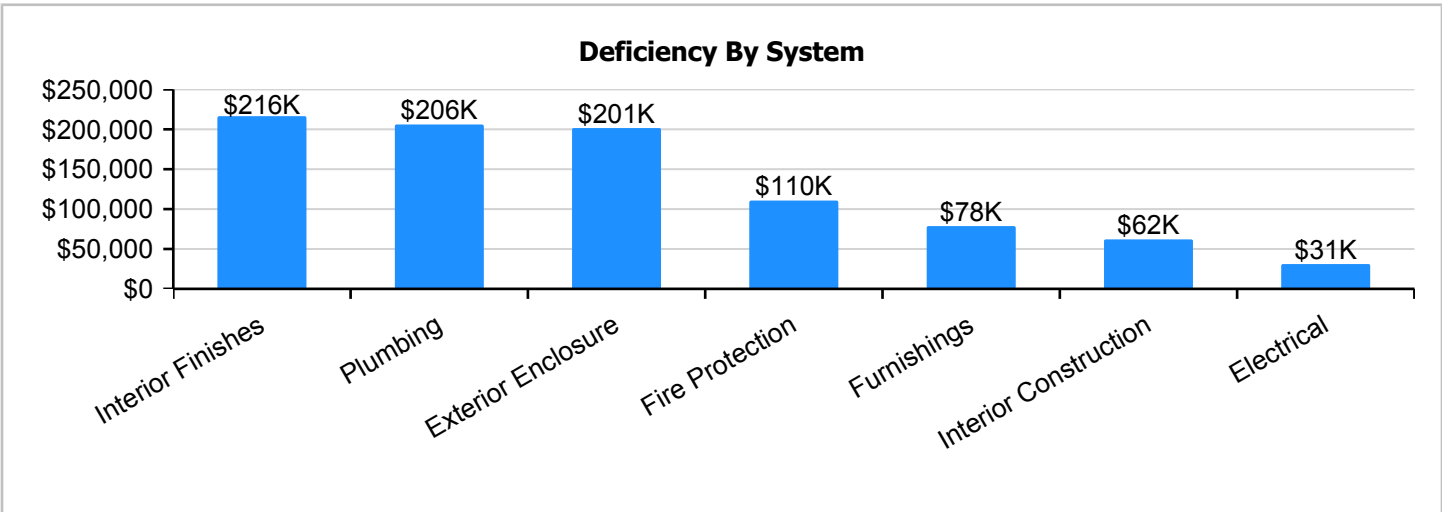 Deficiency By System
$250,000
$200,000
$150,000
$100,000
$50,000
$0
$216K
$206K
$201K
$110K
$78K
$62K
$31K
Interior Finishes
Plumbing
Exterior Enclosure
Fire Protection
Furnishings
Interior Construction
Electrical